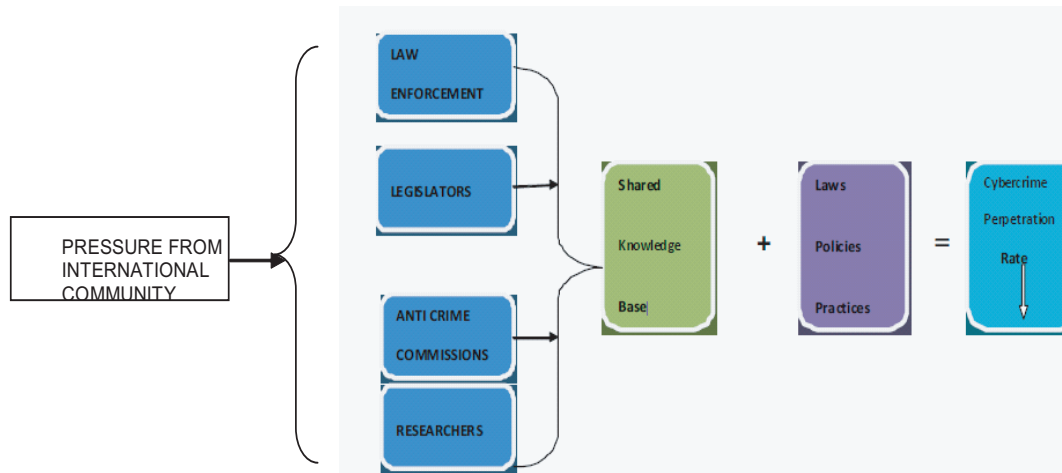 PRESSURE FROM
INTERNATIONAL
COMMUNITY
LAW
ENFORCEMENT
LEGISLATORS
ANTI CRIME
COMMISSIONS
RESEARCHERS
Shared
Knowledge
Base
+
Laws
Policies
Practices
=
Cybercrime
Perpetration
Rate